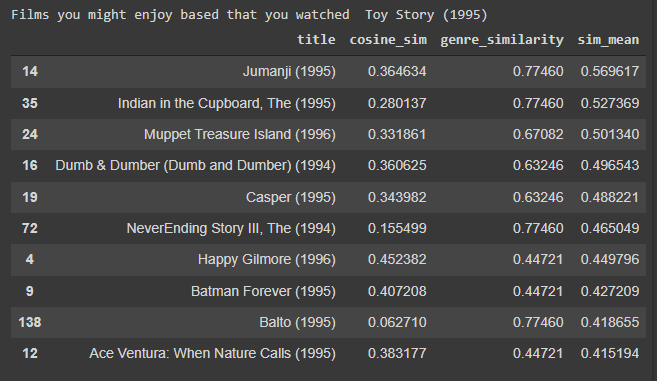 Films you might enjoy based that you watched  Toy Story (1995)
title cosine_sim genre_similarity sim_mean
14 Jumanji (1995) 0.364634 0.77460 0.569617
35 Indian in the Cupboard, The (1995) 0.280137 0.77460 0.527369
24 Muppet Treasure Island (1996) 0.331861 0.67082 0.501340
16 Dumb & Dumber (Dumb and Dumber) (1994) 0.360625 0.63246 0.496543
19 Casper (1995) 0.343982 0.63246 0.488221
72 NeverEnding Story III, The (1994) 0.155499 0.77460 0.465049
4 Happy Gilmore (1996) 0.452382 0.44721 0.449796
9 Batman Forever (1995) 0.407208 0.44721 0.427209
138 Balto (1995) 0.062710 0.77460 0.418655
12 Ace Ventura: When Nature Calls (1995) 0.383177 0.44721 0.415194